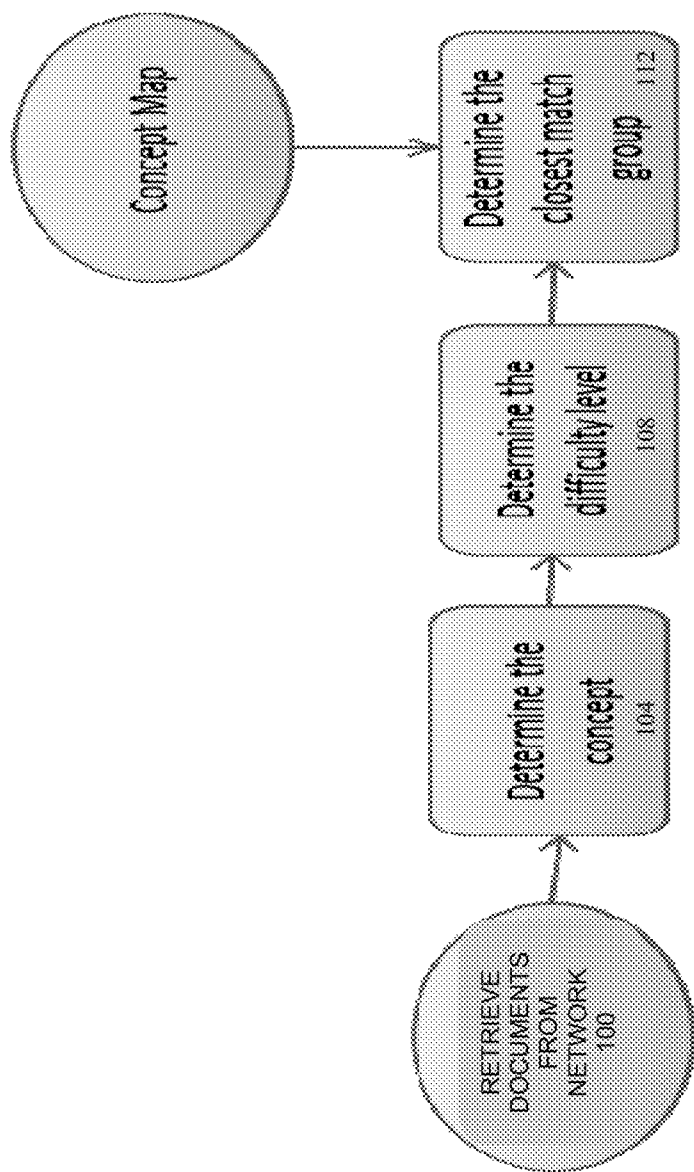 RETRIEVE
DOCUMENTS
FROM
NETWORK
100
Determine the
concept
104
Determine the
difficulty level
108
Determine the
closest match
group
112
Concept Map